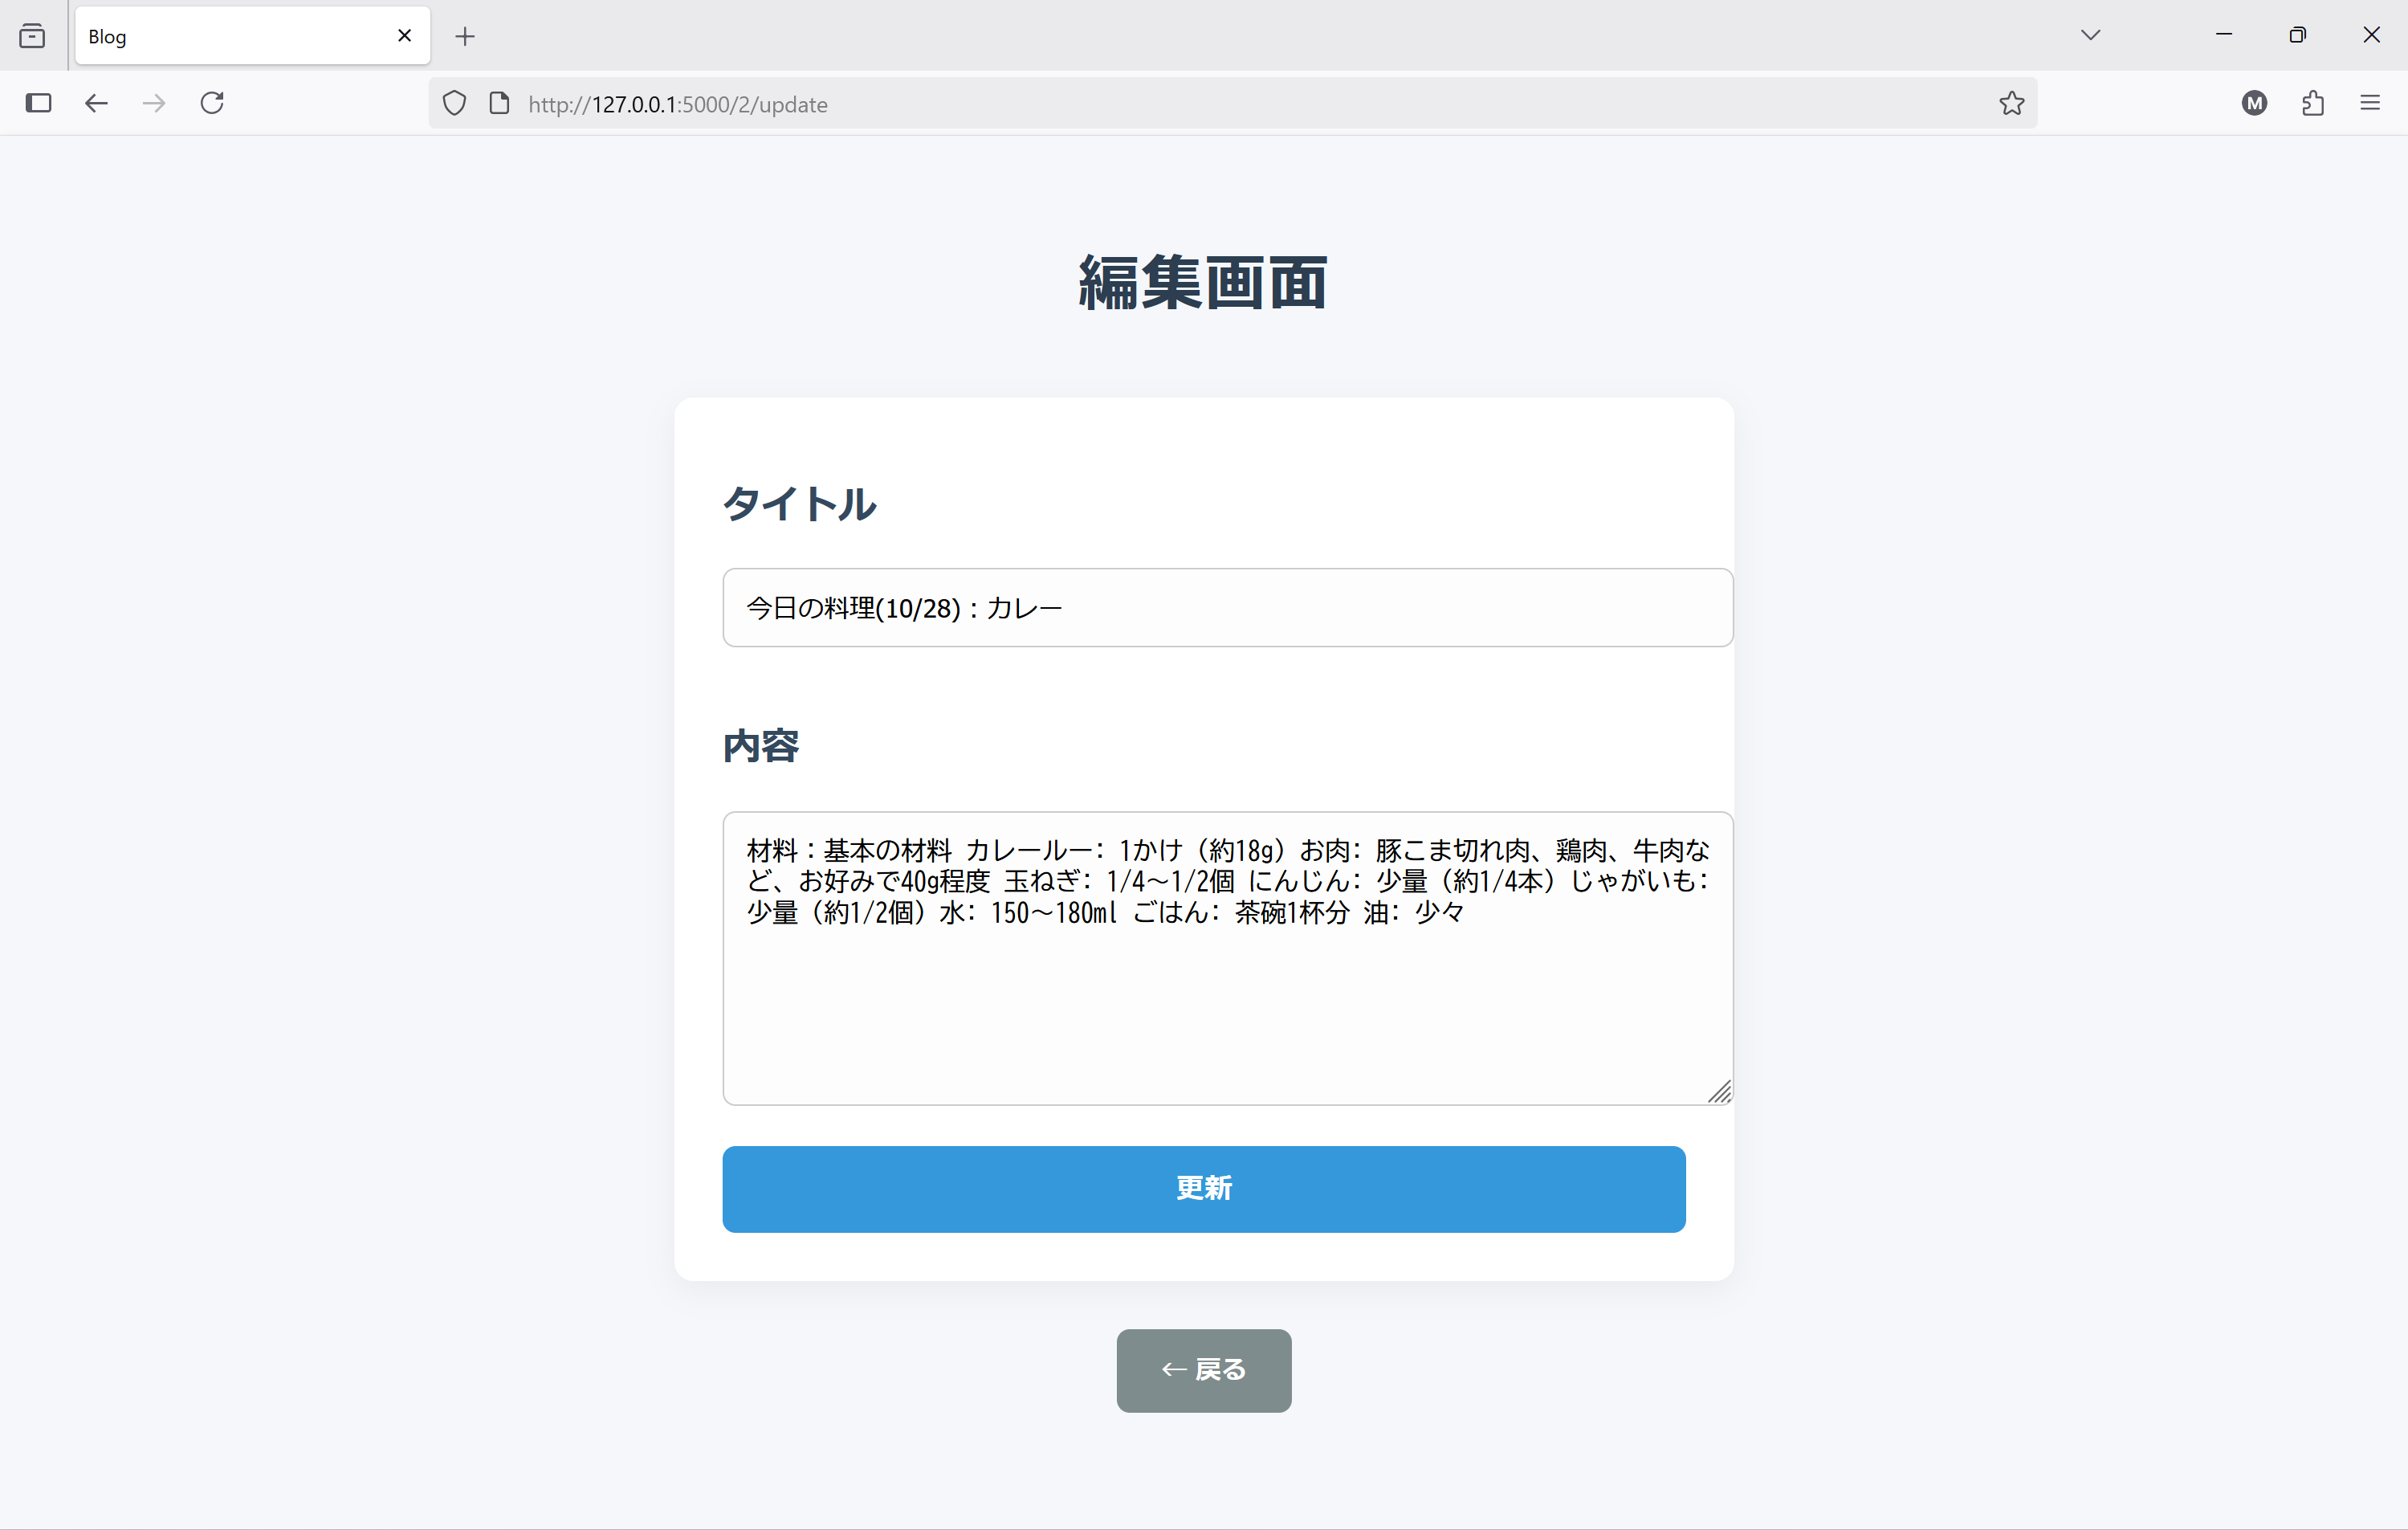 Blog
http://127.0.0.1:5000/2/update
M
編集画面
タイトル
今日の料理(10/28)：カレー
内容
材料：基本の材料 カレールー: 1かけ（約18g）お肉: 豚こま切れ肉、鶏肉、牛肉な
ど、お好みで40g程度 玉ねぎ: 1/4～1/2個 にんじん: 少量（約1/4本）じゃがいも:
少量（約1/2個）水: 150～180ml ごはん: 茶碗1杯分 油: 少々
更新
← 戻る